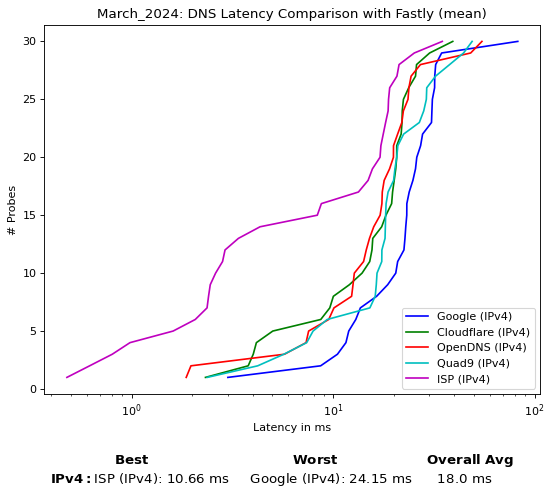 March_2024: DNS Latency Comparison with Fastly (mean)
# Probes
30
25
20
15
10
5
0
Google (IPv4)
Cloudflare (IPv4)
OpenDNS (IPv4)
Quad9 (IPv4)
ISP (IPv4)
10⁰ 10¹ 10²
Latency in ms
Best Worst Overall Avg
IPv4: ISP (IPv4): 10.66 ms Google (IPv4): 24.15 ms 18.0 ms